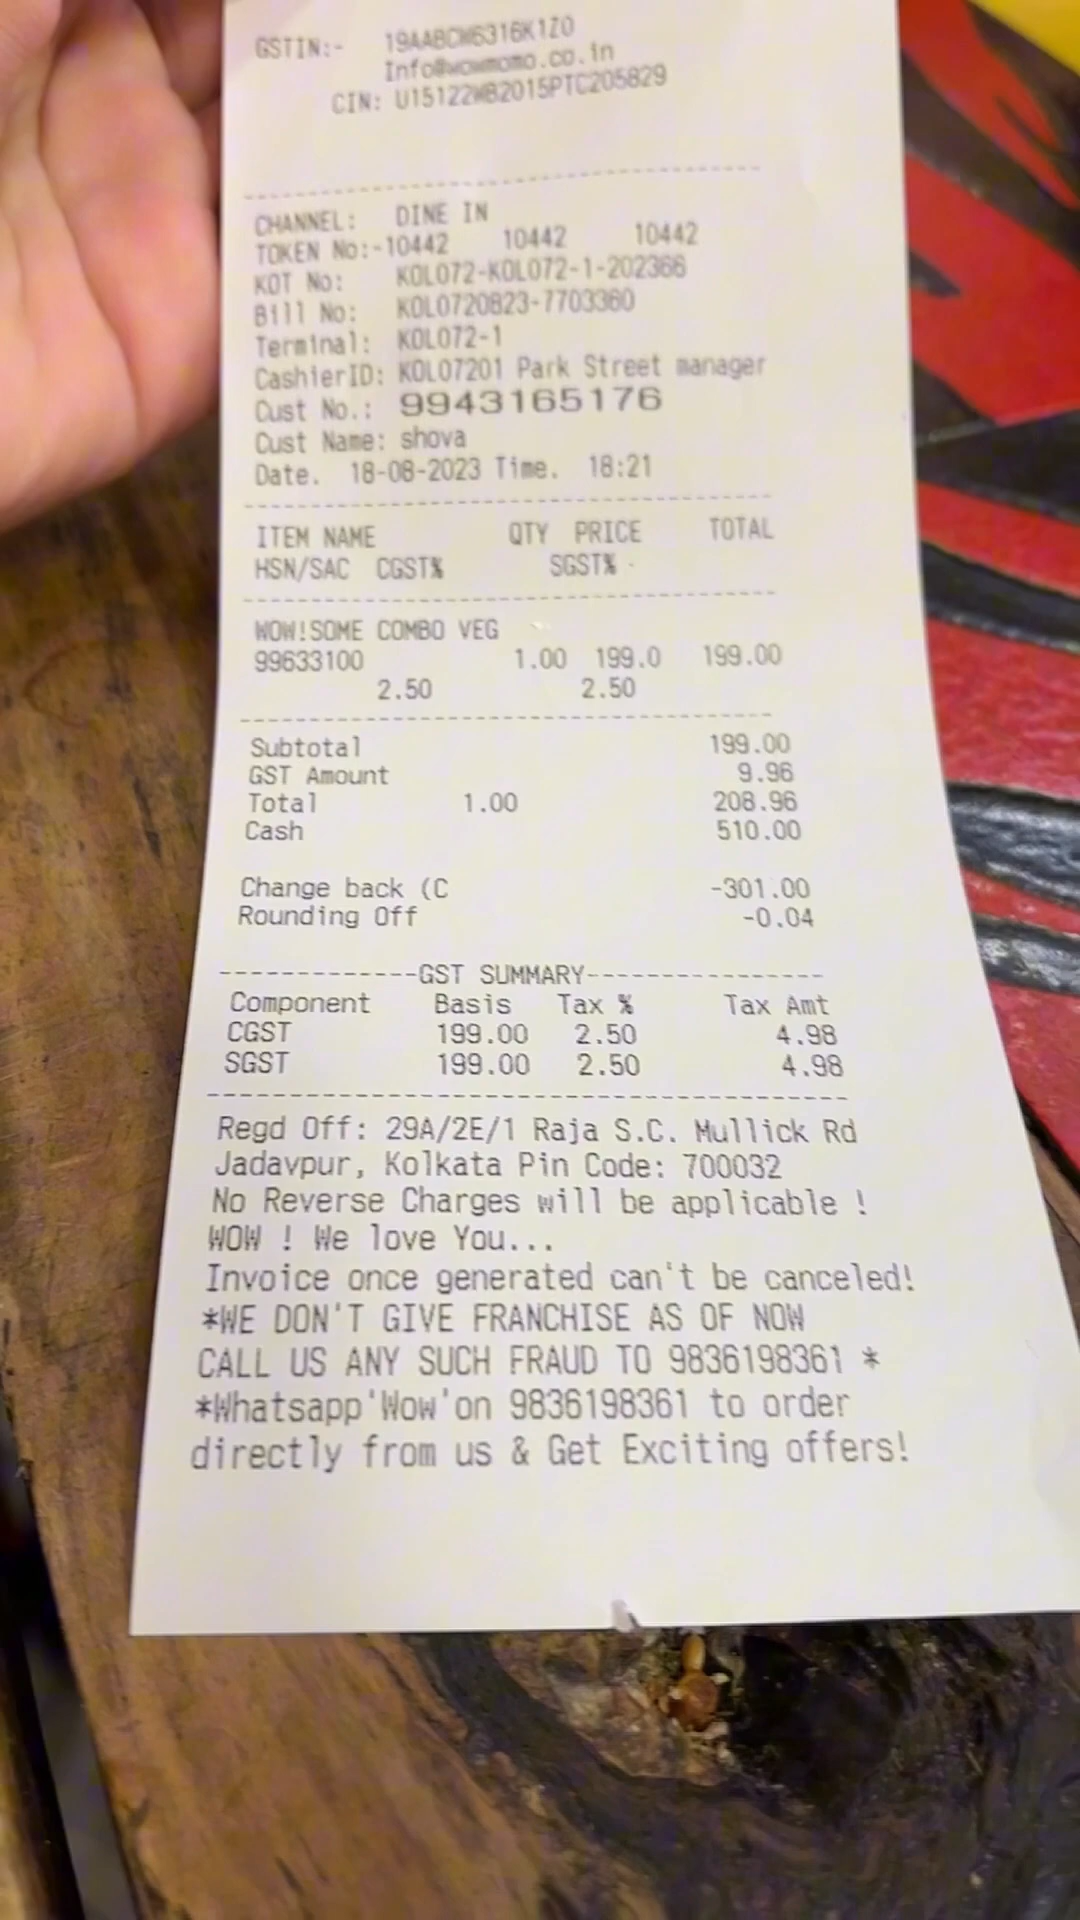 GSTIN:- 19AABCW6316K1ZO
Info@wowmomo.co.in
CIN: U15122WB2015PTC205829
CHANNEL: DINE IN
TOKEN No:-10442 10442 10442
KOT No: KOL072-KOL072-1-202366
Bill No: KOL0720823-7703360
Terminal: KOL072-1
CashierID: KOL07201 Park Street manager
Cust No.: 9943165176
Cust Name: shova
Date. 18-08-2023 Time. 18:21
ITEM NAME QTY PRICE TOTAL
HSN/SAC CGST% SGST%
WOW!SOME COMBO VEG
99633100 1.00 199.0 199.00
2.50 2.50
Subtotal 199.00
GST Amount 9.96
Total 1.00 208.96
Cash 510.00
Change back (C -301.00
Rounding Off -0.04
-------------GST SUMMARY---------------
Component Basis Tax % Tax Amt
CGST 199.00 2.50 4.98
SGST 199.00 2.50 4.98
Regd Off: 29A/2E/1 Raja S.C. Mullick Rd
Jadavpur, Kolkata Pin Code: 700032
No Reverse Charges will be applicable !
WOW ! We love You...
Invoice once generated can't be canceled!
*WE DON'T GIVE FRANCHISE AS OF NOW
CALL US ANY SUCH FRAUD TO 9836198361 *
*Whatsapp'Wow'on 9836198361 to order
directly from us & Get Exciting offers!